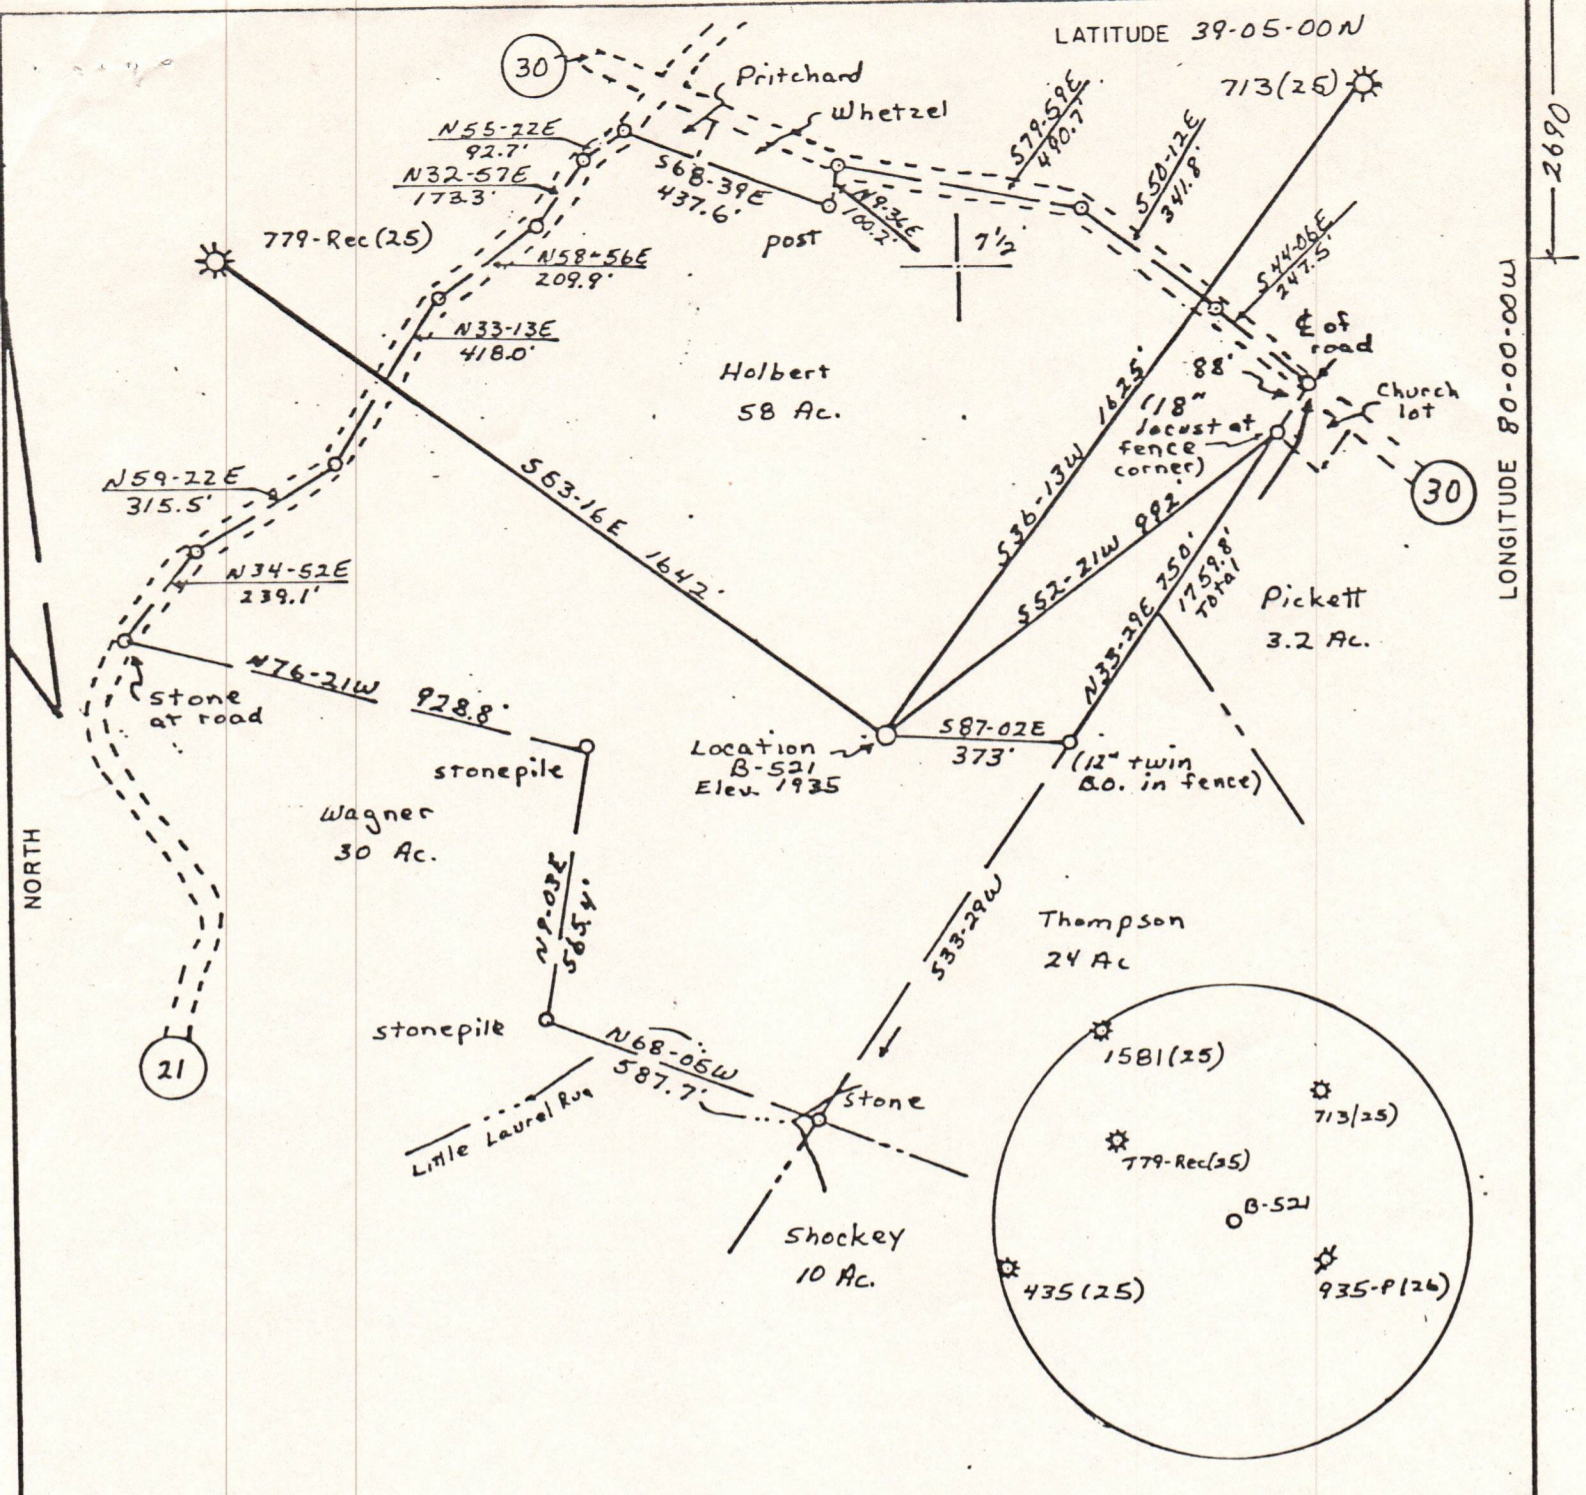 LATITUDE 39-05-00N
30
Pritchard
Whetzel
713(25)
2690
N55-22E
92.7'
S79-59E
490.7'
S50-12E
341.8'
N32-57E
173.3'
S68-39E
437.6'
N9-36E
100.2'
post
7 1/2'
S44-06E
247.5'
779-Rec(25)
N58-56E
209.9'
N33-13E
418.0'
LONGITUDE 80-00-00W
℄ of
road
Holbert
58 Ac.
88'
Church
lot
(18"
locust at
fence
corner)
30
N59-22E
315.5'
S63-16E 1642'
S36-13W 1625'
S52-21W 992'
N34-52E
239.1'
N33-29E 750'
1759.8'
Total
Pickett
3.2 Ac.
N76-21W 928.8'
stone
at road
stonepile
Location
B-521
Elev. 1935
S87-02E
373'
(12" twin
B.O. in fence)
NORTH
Wagner
30 Ac.
N9-03E
565.4'
S33-29W
Thompson
24 Ac
stonepile
N68-05W
587.7'
21
Little Laurel Run
stone
Shockey
10 Ac.
1581(25)
713(25)
779-Rec(25)
B-521
435(25)
935-P(26)